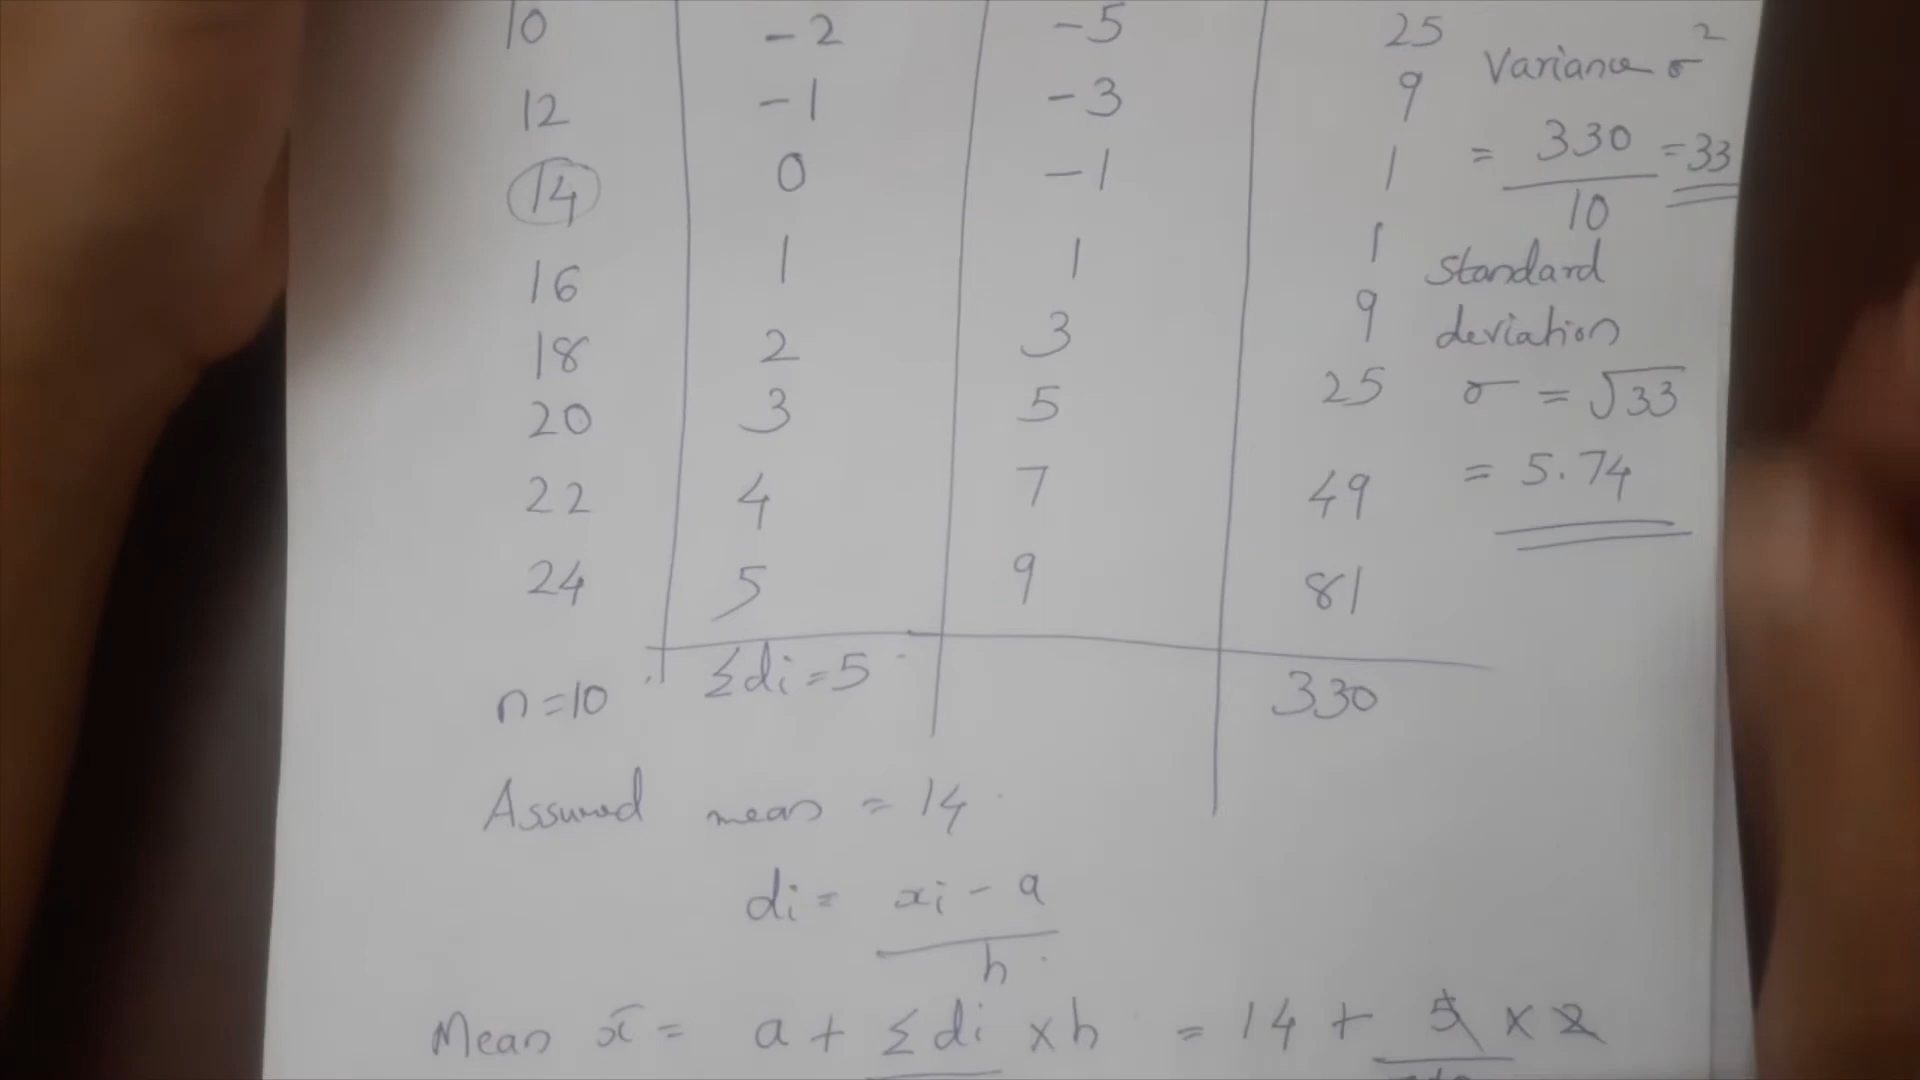 10 -2 -5 25
12 -1 -3 9
14 0 -1 1
16 1 1 1
18 2 3 9
20 3 5 25
22 4 7 49
24 5 9 81
n=10 Σdi=5 330
Variance σ²
= 330/10 =33
Standard
deviation
σ = √33
= 5.74
Assumed mean = 14
di = xi - a
h
Mean x̄ = a + Σdi x h = 14 + 5 x 2